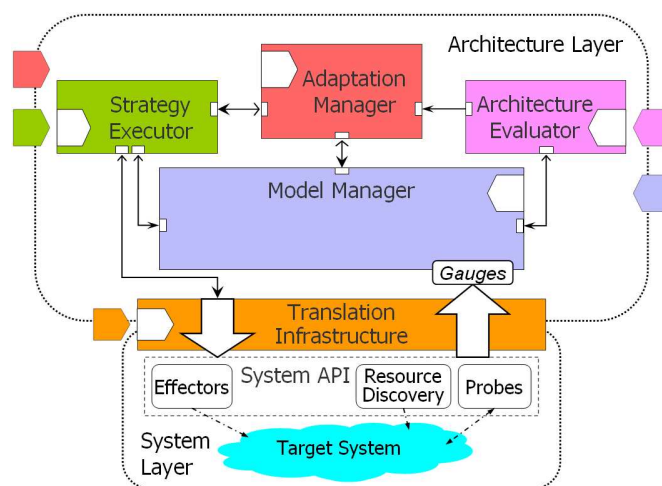 Architecture Layer
Strategy
Executor
Adaptation
Manager
Architecture
Evaluator
Model Manager
Gauges
Translation
Infrastructure
System API
Effectors
Resource
Discovery
Probes
System
Layer
Target System